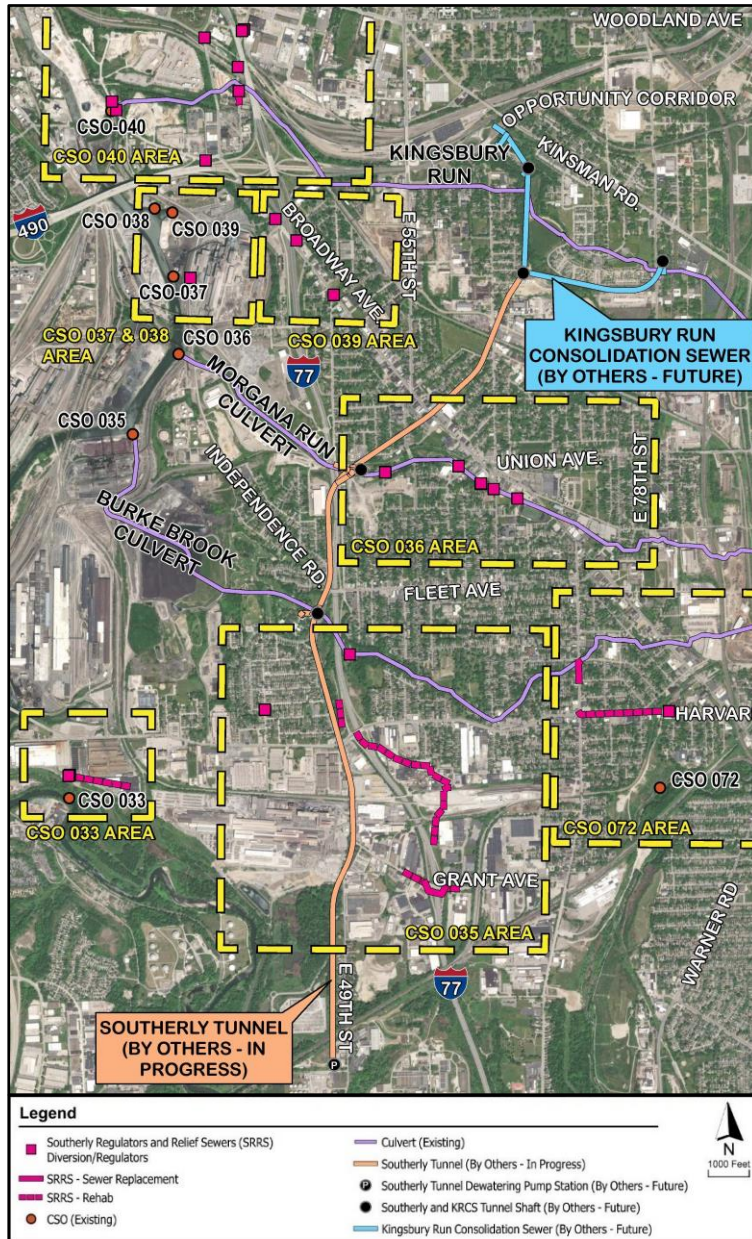 WOODLAND AVE
OPPORTUNITY CORRIDOR
CSO-040
CSO 040 AREA
KINGSBURY
RUN
KINSMAN RD.
490
CSO 038
CSO 039
BROADWAY AVE.
E 55TH ST
CSO-037
CSO 037 & 038
AREA
CSO 036
CSO 039 AREA
77
KINGSBURY RUN
CONSOLIDATION SEWER
(BY OTHERS - FUTURE)
MORGANA RUN
CULVERT
CSO 035
UNION AVE.
E 78TH ST
INDEPENDENCE RD.
BURKE BROOK
CULVERT
CSO 036 AREA
FLEET AVE
HARVAR
CSO 033
CSO 033 AREA
CSO 072
CSO 072 AREA
GRANT AVE
CSO 035 AREA
WARNER RD
77
E 49TH ST
SOUTHERLY TUNNEL
(BY OTHERS - IN
PROGRESS)
P
Legend
Southerly Regulators and Relief Sewers (SRRS)
Diversion/Regulators
SRRS - Sewer Replacement
SRRS - Rehab
CSO (Existing)
Culvert (Existing)
Southerly Tunnel (By Others - In Progress)
P Southerly Tunnel Dewatering Pump Station (By Others - Future)
Southerly and KRCS Tunnel Shaft (By Others - Future)
Kingsbury Run Consolidation Sewer (By Others - Future)
N
1000 Feet